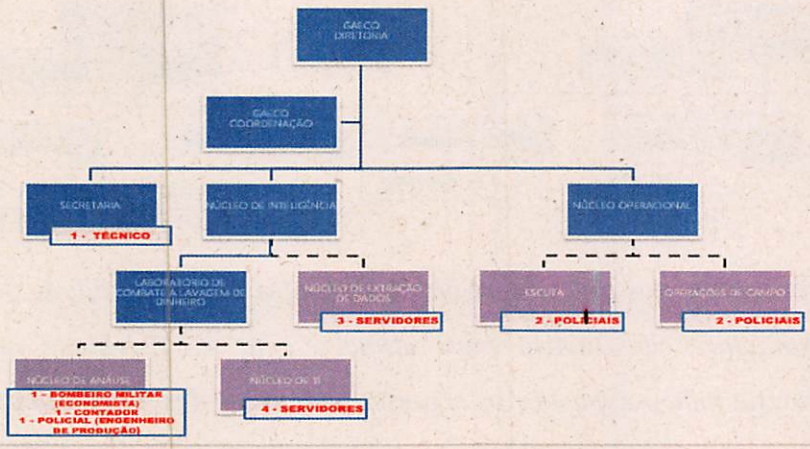 GAECO
DIRETORIA
GAECO
COORDENAÇÃO
SECRETARIA
1 - TÉCNICO
NÚCLEO DE INTELIGÊNCIA
NÚCLEO OPERACIONAL
LABORATÓRIO DE
COMBATE A LAVAGEM DE
DINHEIRO
NÚCLEO DE EXTRAÇÃO
DE DADOS
3 - SERVIDORES
ESCUTA
2 - POLICIAIS
OPERAÇÕES DE CAMPO
2 - POLICIAIS
NÚCLEO DE ANÁLISE
1 - BOMBEIRO MILITAR
(ECONOMISTA)
1 - CONTADOR
1 - POLICIAL (ENGENHEIRO
DE PRODUÇÃO)
NÚCLEO DE TI
4 - SERVIDORES